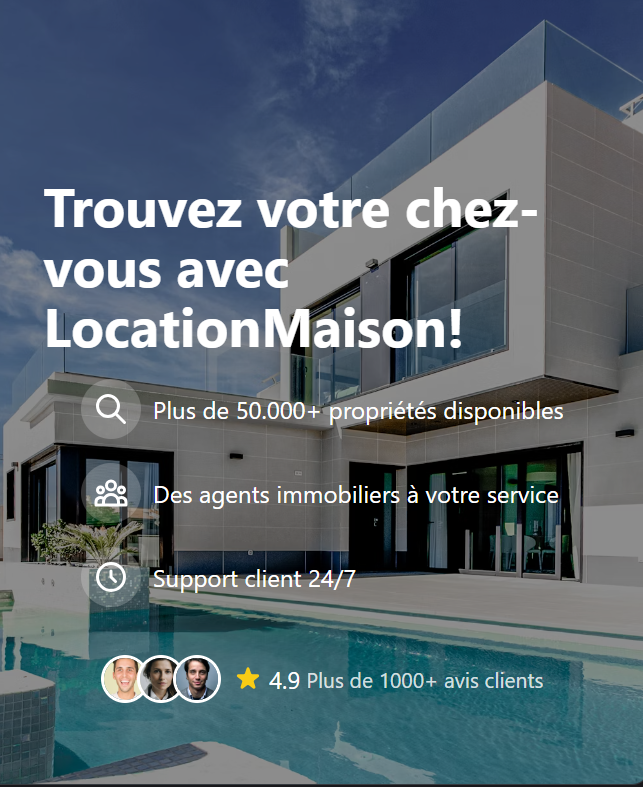 Trouvez votre chez-
vous avec
LocationMaison!
Plus de 50.000+ propriétés disponibles
Des agents immobiliers à votre service
Support client 24/7
4.9 Plus de 1000+ avis clients